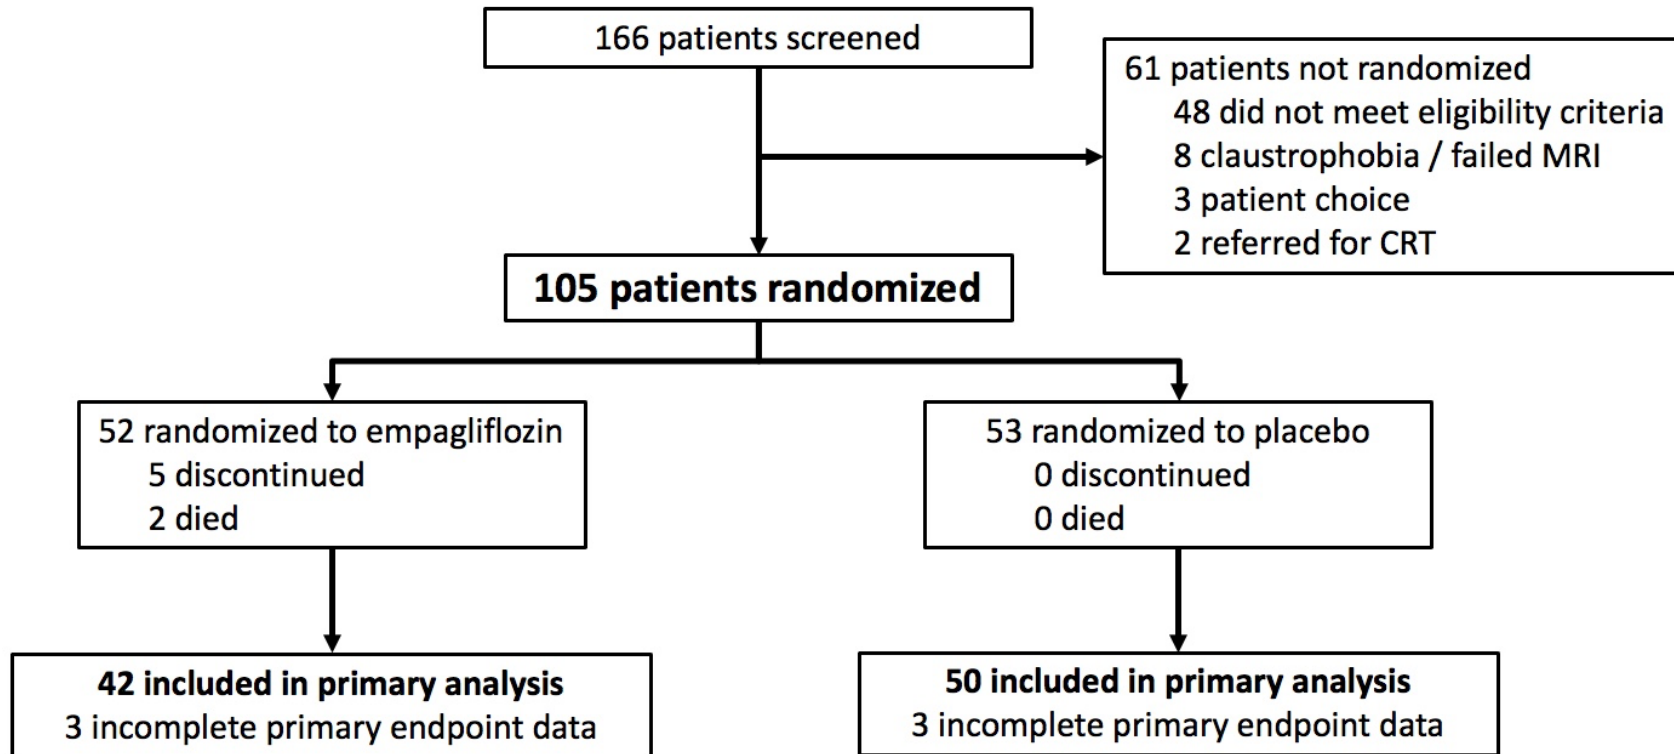 166 patients screened
61 patients not randomized
48 did not meet eligibility criteria
8 claustrophobia / failed MRI
3 patient choice
2 referred for CRT
105 patients randomized
52 randomized to empagliflozin
5 discontinued
2 died
53 randomized to placebo
0 discontinued
0 died
42 included in primary analysis
3 incomplete primary endpoint data
50 included in primary analysis
3 incomplete primary endpoint data